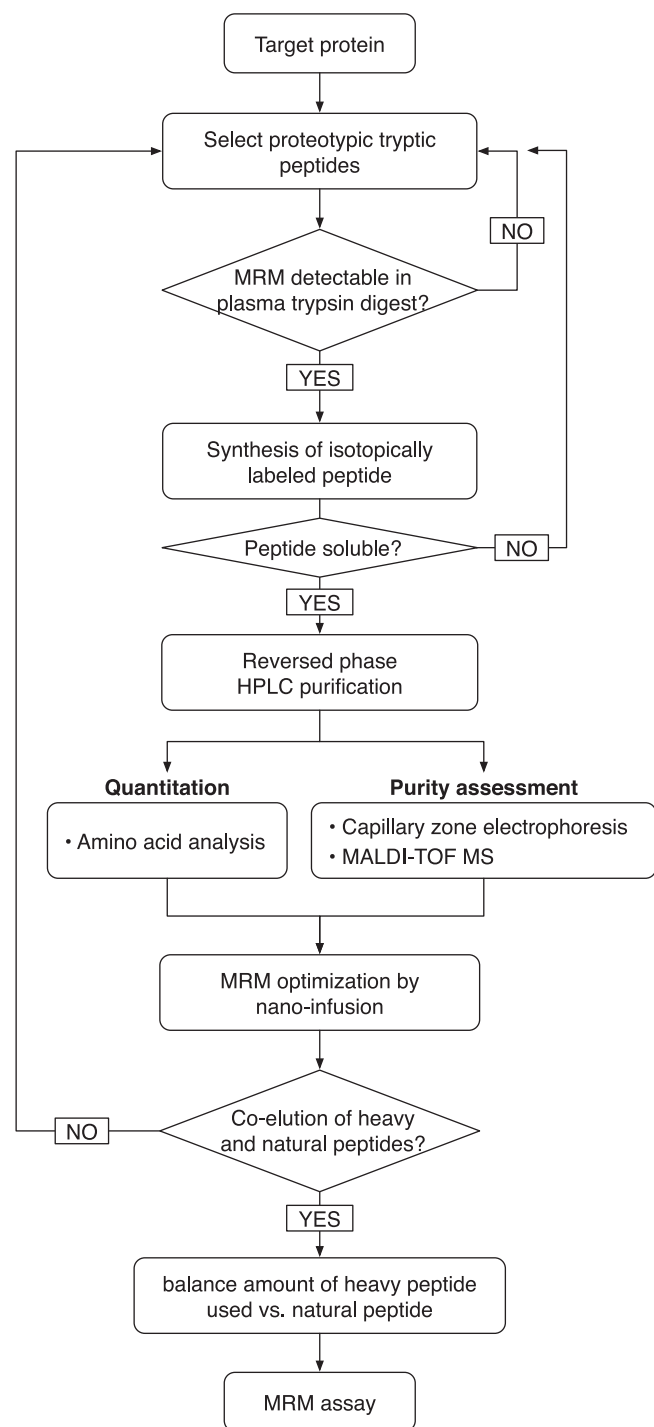 Target protein
Select proteotypic tryptic
peptides
NO
MRM detectable in
plasma trypsin digest?
YES
Synthesis of isotopically
labeled peptide
Peptide soluble?
NO
YES
Reversed phase
HPLC purification
Quantitation
• Amino acid analysis
Purity assessment
• Capillary zone electrophoresis
• MALDI-TOF MS
MRM optimization by
nano-infusion
Co-elution of heavy
and natural peptides?
NO
YES
balance amount of heavy peptide
used vs. natural peptide
MRM assay